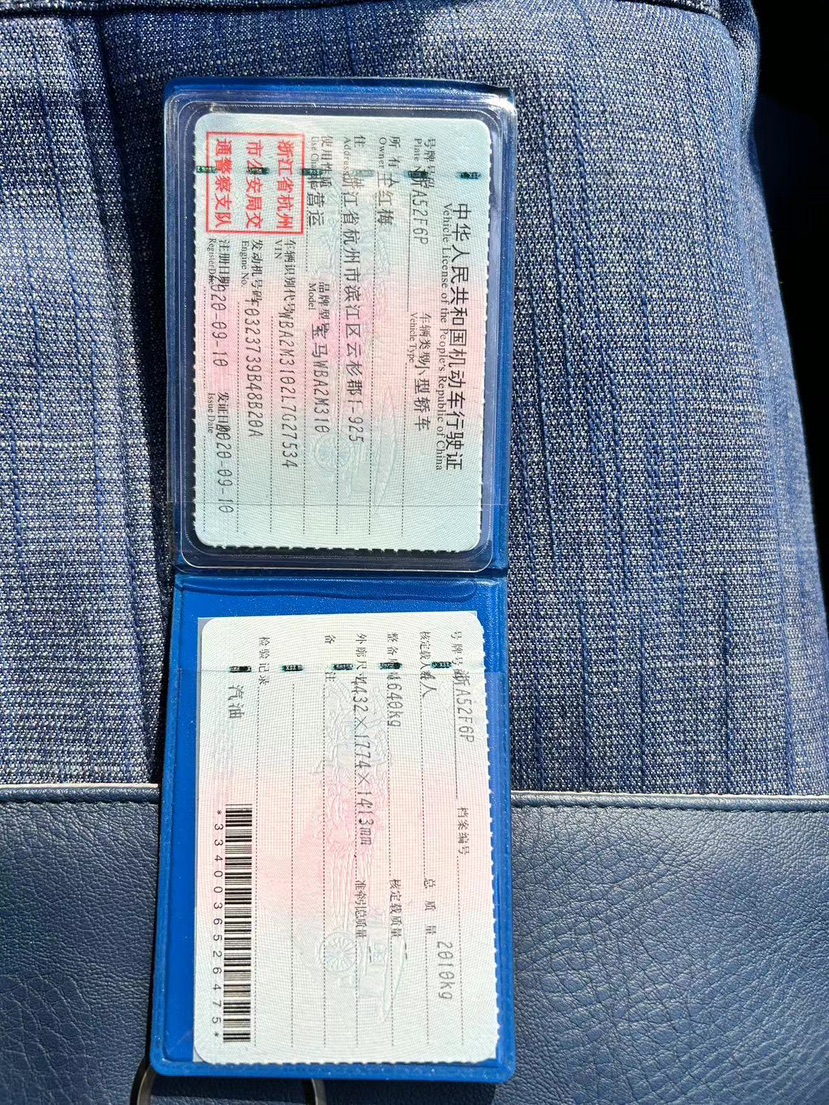 中华人民共和国机动车行驶证
Vehicle License of the People's Republic of China
号牌号码 浙A52F6P 车辆类型 小型轿车
Plate No. Vehicle Type
所有人 红梅
Owner
住址 浙江省杭州市滨江区云杉郡1-925
Address
使用性质 非营运 品牌型号 宝马WBA2M310
Use Character Model
浙江省杭州
市公安局交
通警察支队
车辆识别代号 WBA2M3102L7G27534
VIN
发动机号码 F0323739B48B20A
Engine No.
注册日期 2020-09-10 发证日期 2020-09-10
Register Date Issue Date
号牌号码 浙A52F6P 档案编号
核定载人数 4人 总质量 2010kg
整备质量 1640kg 核定载质量 --
外廓尺寸 4432×1774×1413mm 准牵引总质量 --
备注
检验记录
汽油
*3340036526475*